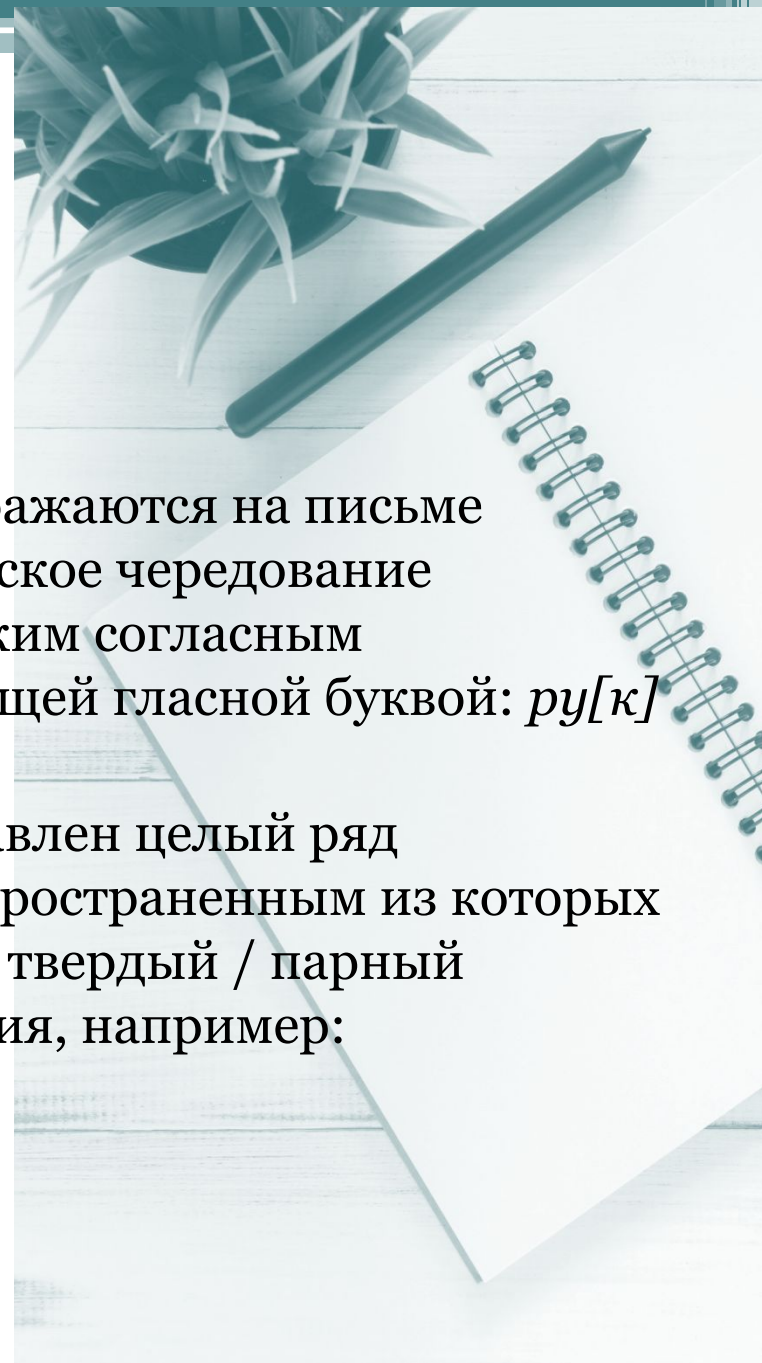 ажаются на письме
ское чередование
ким согласным
щей гласной буквой: ру[к]
влен целый ряд
ространенным из которых
твердый / парный
ия, например: